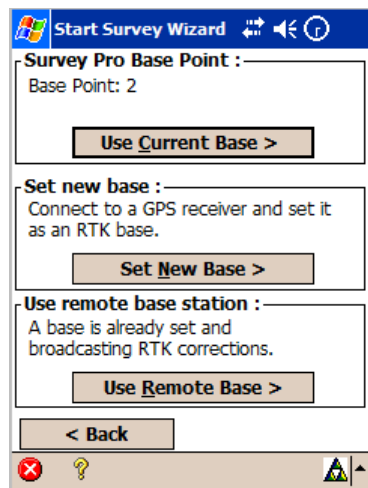 Start Survey Wizard
Survey Pro Base Point :
Base Point: 2
Use Current Base >
Set new base :
Connect to a GPS receiver and set it
as an RTK base.
Set New Base >
Use remote base station :
A base is already set and
broadcasting RTK corrections.
Use Remote Base >
< Back